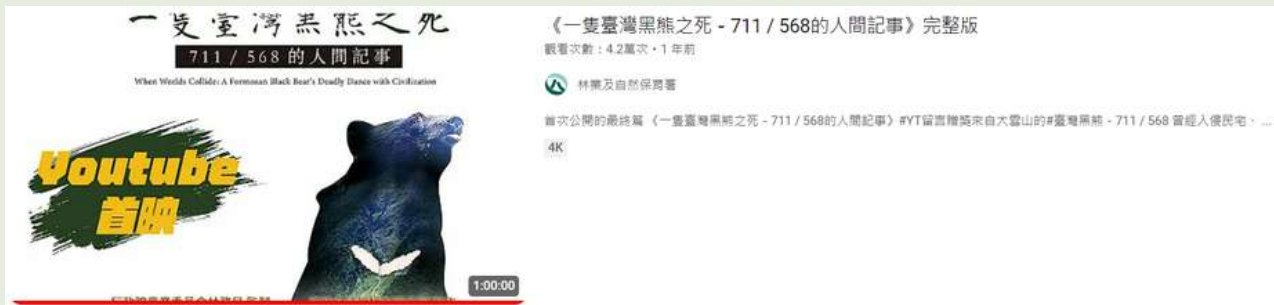 一隻臺灣黑熊之死
711 / 568 的人間記事
When Worlds Collide: A Formosan Black Bear's Deadly Dance with Civilization
Youtube
首映
1:00:00
《一隻臺灣黑熊之死 - 711 / 568的人間記事》完整版
觀看次數：4.2萬次・1 年前
林業及自然保育署
首次公開的最終篇 《一隻臺灣黑熊之死 - 711 / 568的人間記事》#YT留言贈獎來自大雪山的#臺灣黑熊 - 711 / 568 曾經入侵民宅、 ...
4K